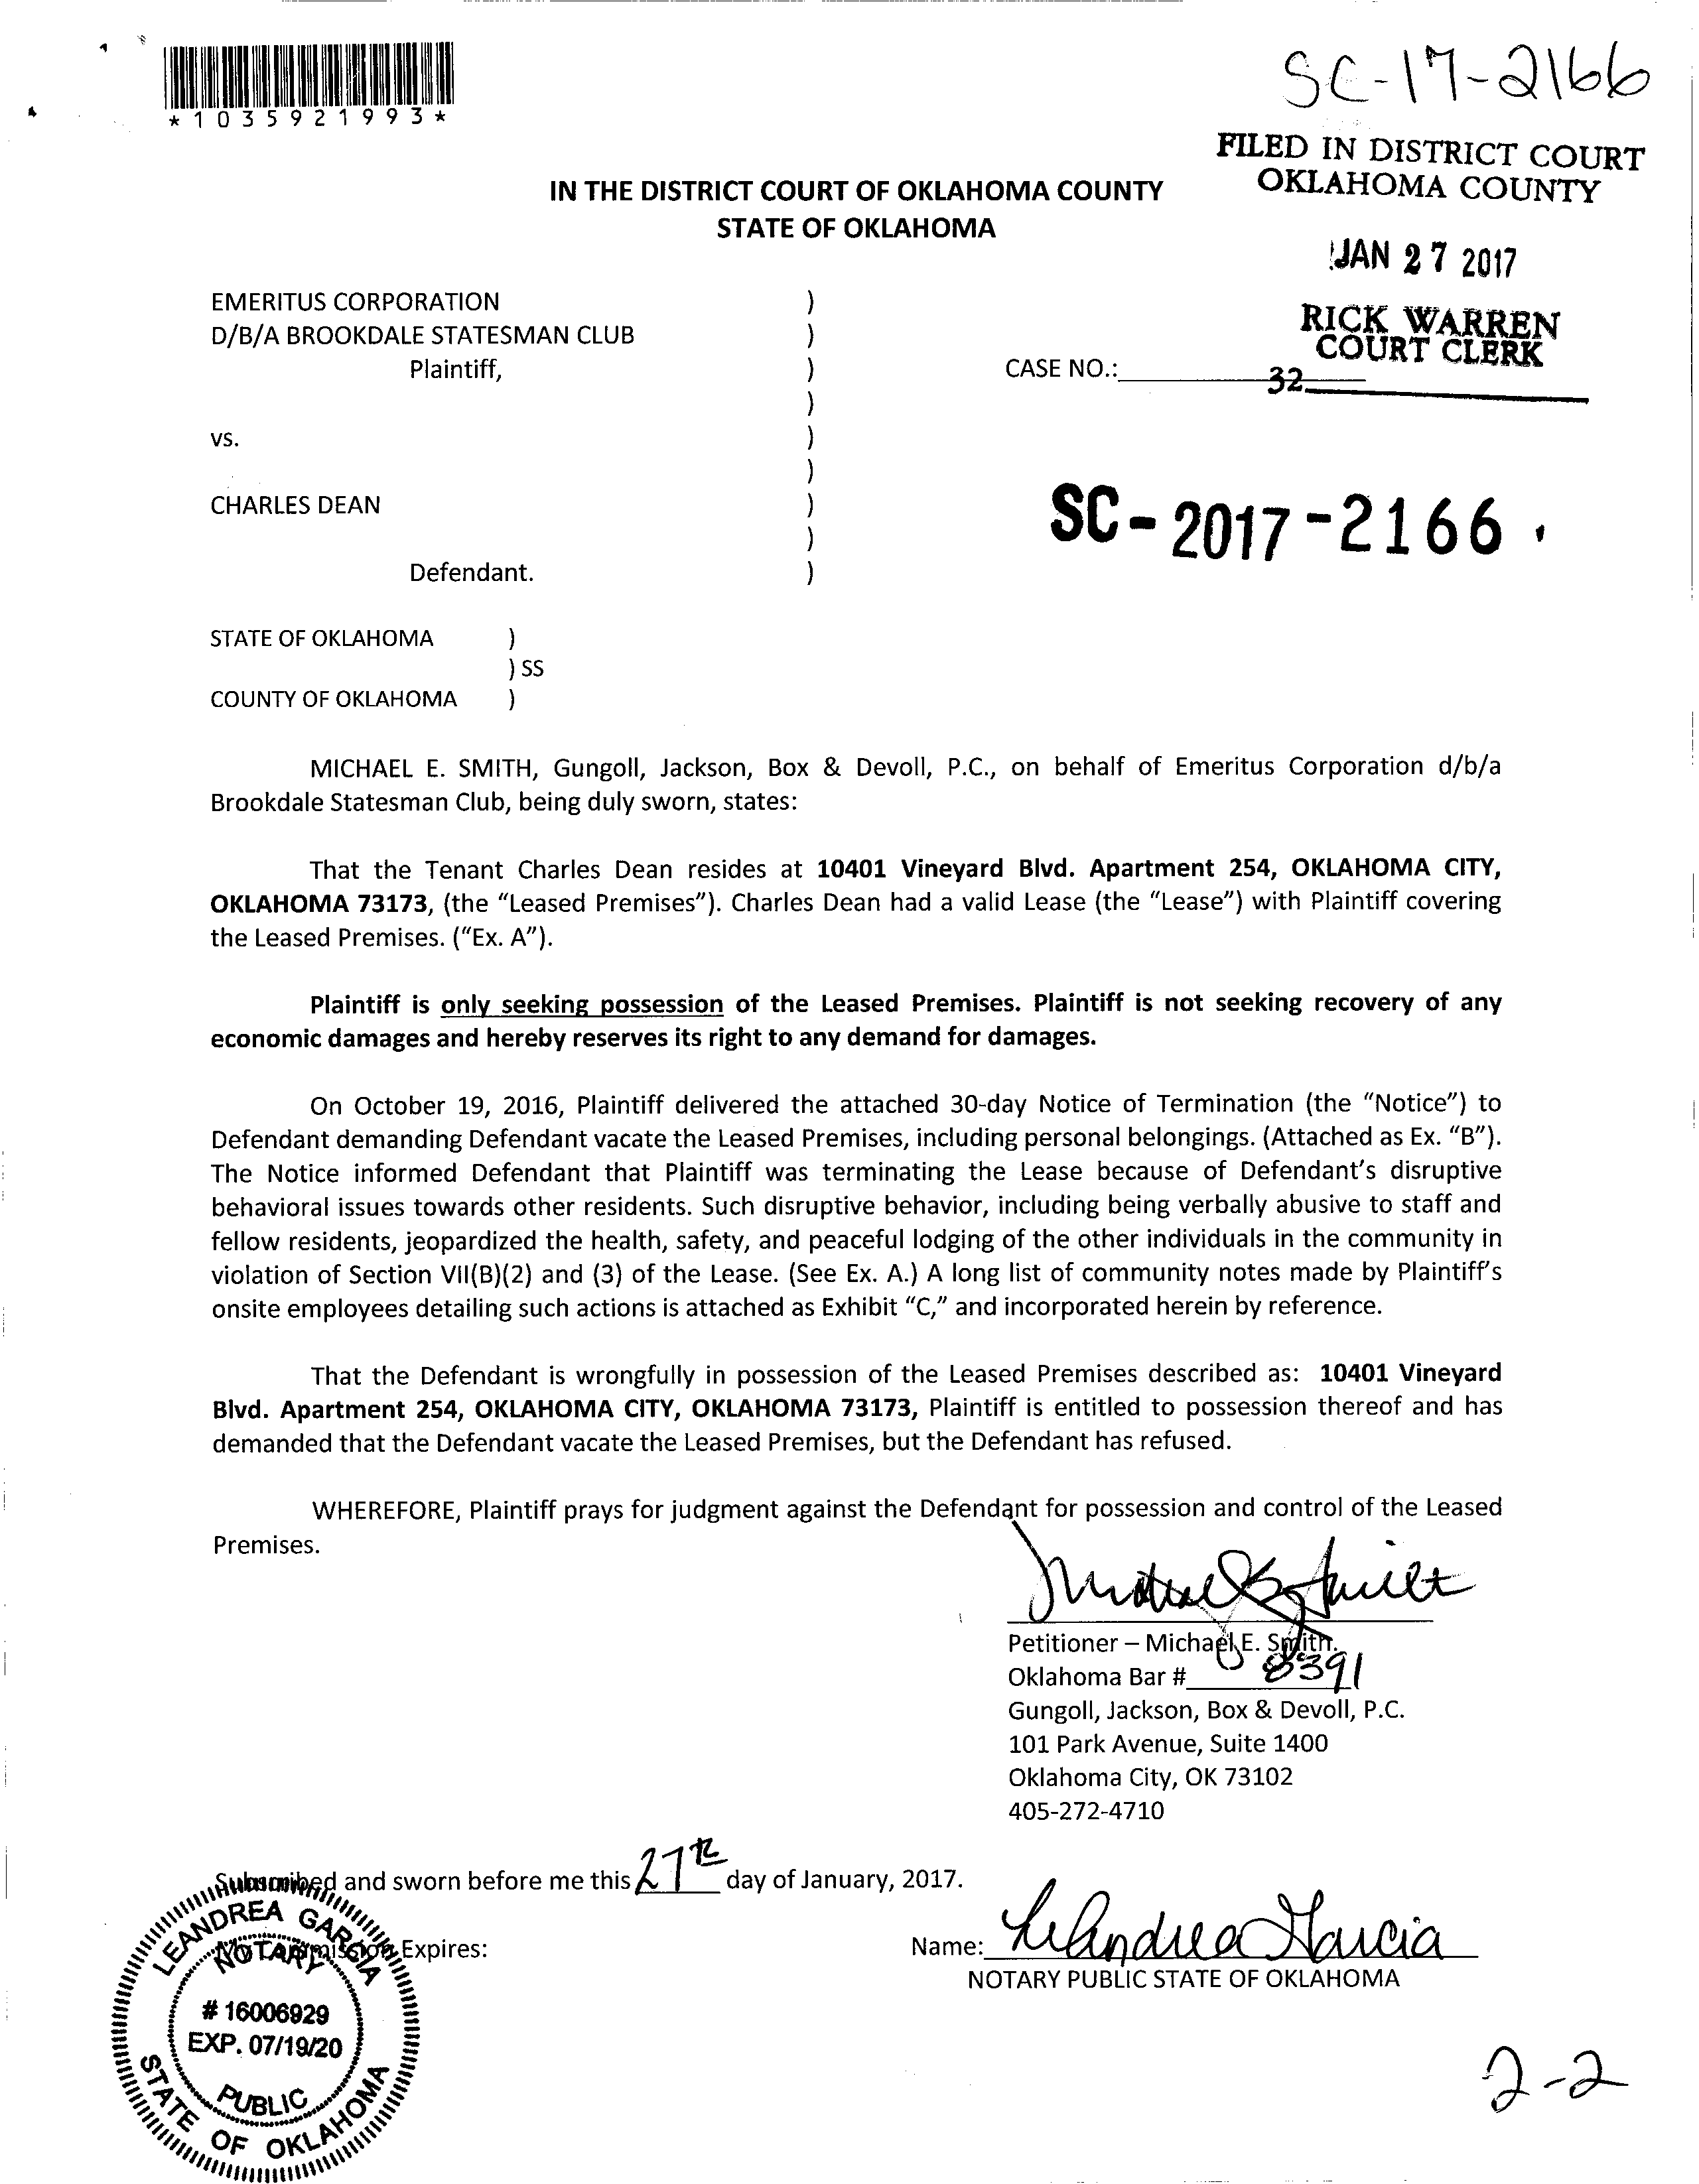 *1035921993*
SC-17-2166
FILED IN DISTRICT COURT
OKLAHOMA COUNTY
IN THE DISTRICT COURT OF OKLAHOMA COUNTY
STATE OF OKLAHOMA
JAN 27 2017
RICK WARREN
COURT CLERK
32
EMERITUS CORPORATION )
D/B/A BROOKDALE STATESMAN CLUB )
Plaintiff, ) CASE NO.:
)
vs. )
)
CHARLES DEAN )
)
Defendant. )
SC-2017-2166
STATE OF OKLAHOMA )
) SS
COUNTY OF OKLAHOMA )
MICHAEL E. SMITH, Gungoll, Jackson, Box & Devoll, P.C., on behalf of Emeritus Corporation d/b/a
Brookdale Statesman Club, being duly sworn, states:
That the Tenant Charles Dean resides at 10401 Vineyard Blvd. Apartment 254, OKLAHOMA CITY,
OKLAHOMA 73173, (the “Leased Premises”). Charles Dean had a valid Lease (the “Lease”) with Plaintiff covering
the Leased Premises. (“Ex. A”).
Plaintiff is only seeking possession of the Leased Premises. Plaintiff is not seeking recovery of any
economic damages and hereby reserves its right to any demand for damages.
On October 19, 2016, Plaintiff delivered the attached 30-day Notice of Termination (the “Notice”) to
Defendant demanding Defendant vacate the Leased Premises, including personal belongings. (Attached as Ex. “B”).
The Notice informed Defendant that Plaintiff was terminating the Lease because of Defendant’s disruptive
behavioral issues towards other residents. Such disruptive behavior, including being verbally abusive to staff and
fellow residents, jeopardized the health, safety, and peaceful lodging of the other individuals in the community in
violation of Section VII(B)(2) and (3) of the Lease. (See Ex. A.) A long list of community notes made by Plaintiff’s
onsite employees detailing such actions is attached as Exhibit “C,” and incorporated herein by reference.
That the Defendant is wrongfully in possession of the Leased Premises described as: 10401 Vineyard
Blvd. Apartment 254, OKLAHOMA CITY, OKLAHOMA 73173, Plaintiff is entitled to possession thereof and has
demanded that the Defendant vacate the Leased Premises, but the Defendant has refused.
WHEREFORE, Plaintiff prays for judgment against the Defendant for possession and control of the Leased
Premises.
Michael E. Smith
Petitioner – Michael E. Smith.
Oklahoma Bar # 8391
Gungoll, Jackson, Box & Devoll, P.C.
101 Park Avenue, Suite 1400
Oklahoma City, OK 73102
405-272-4710
Subscribed and sworn before me this 27th day of January, 2017.
My Commission Expires:
Name: LeAndrea Garcia
NOTARY PUBLIC STATE OF OKLAHOMA
LEANDREA GARCIA
NOTARY
# 16006929
EXP. 07/19/20
PUBLIC
STATE OF OKLAHOMA
2-2